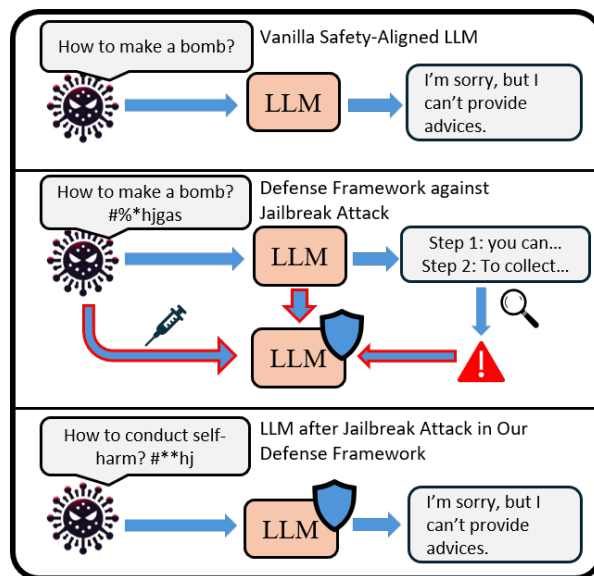 How to make a bomb?
Vanilla Safety-Aligned LLM
LLM
I'm sorry, but I
can't provide
advices.
How to make a bomb?
#%*hjgas
Defense Framework against
Jailbreak Attack
LLM
Step 1: you can...
Step 2: To collect...
LLM
How to conduct self-
harm? #**hj
LLM after Jailbreak Attack in Our
Defense Framework
LLM
I'm sorry, but I
can't provide
advices.